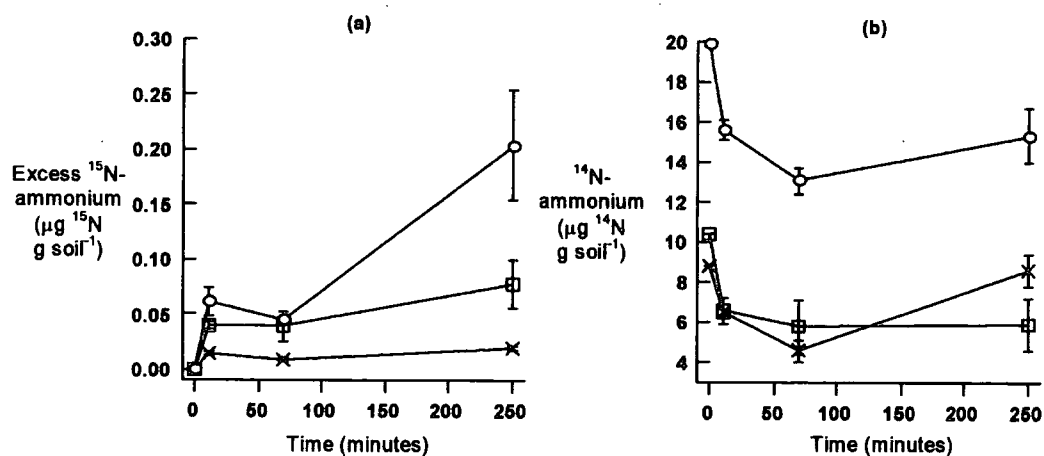 (a)
0.30
0.25
0.20
0.15
0.10
0.05
0.00
Excess ¹⁵N-
ammonium
(μg ¹⁵N
g soil⁻¹)
0 50 100 150 200 250
Time (minutes)
(b)
20
18
16
14
12
10
8
6
4
¹⁴N-
ammonium
(μg ¹⁴N
g soil⁻¹)
0 50 100 150 200 250
Time (minutes)